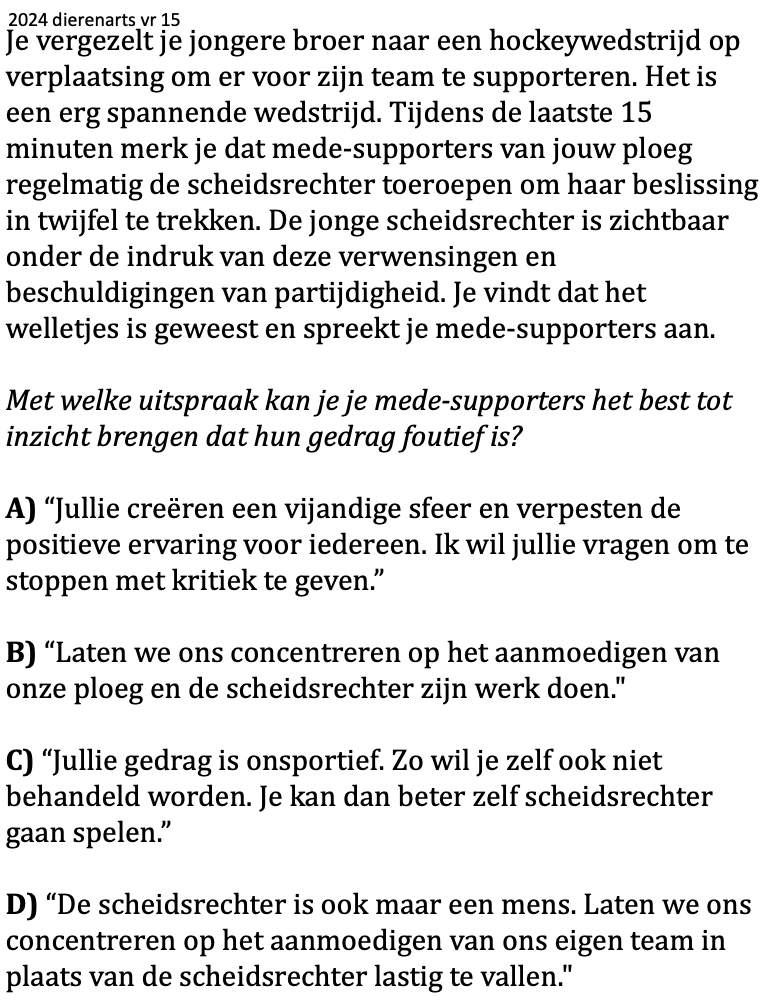 2024 dierenarts vr 15
Je vergezelt je jongere broer naar een hockeywedstrijd op
verplaatsing om er voor zijn team te supporteren. Het is
een erg spannende wedstrijd. Tijdens de laatste 15
minuten merk je dat mede-supporters van jouw ploeg
regelmatig de scheidsrechter toeroepen om haar beslissing
in twijfel te trekken. De jonge scheidsrechter is zichtbaar
onder de indruk van deze verwensingen en
beschuldigingen van partijdigheid. Je vindt dat het
welletjes is geweest en spreekt je mede-supporters aan.
Met welke uitspraak kan je je mede-supporters het best tot
inzicht brengen dat hun gedrag foutief is?
A) “Jullie creëren een vijandige sfeer en verpesten de
positieve ervaring voor iedereen. Ik wil jullie vragen om te
stoppen met kritiek te geven.”
B) “Laten we ons concentreren op het aanmoedigen van
onze ploeg en de scheidsrechter zijn werk doen."
C) “Jullie gedrag is onsportief. Zo wil je zelf ook niet
behandeld worden. Je kan dan beter zelf scheidsrechter
gaan spelen.”
D) “De scheidsrechter is ook maar een mens. Laten we ons
concentreren op het aanmoedigen van ons eigen team in
plaats van de scheidsrechter lastig te vallen."